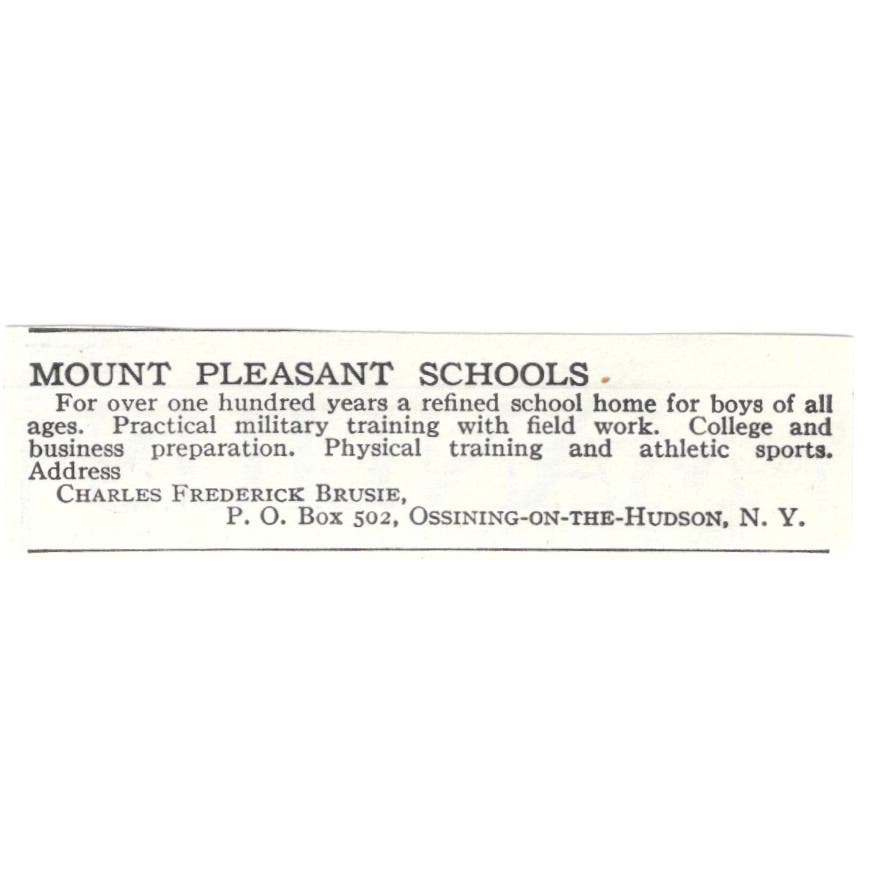 MOUNT PLEASANT SCHOOLS
For over one hundred years a refined school home for boys of all
ages. Practical military training with field work. College and
business preparation. Physical training and athletic sports.
Address
CHARLES FREDERICK BRUSIE,
P. O. Box 502, OSSINING-ON-THE-HUDSON, N. Y.